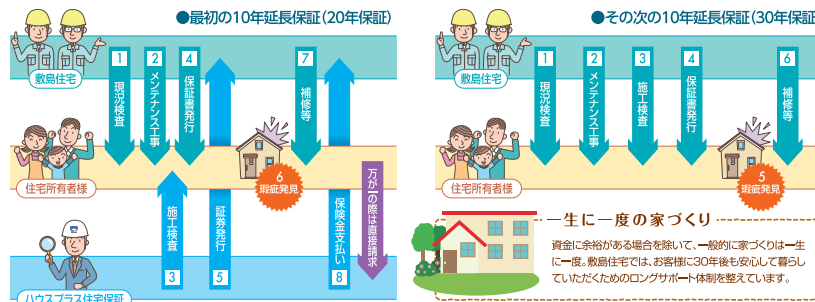 ●最初の10年延長保証(20年保証)
敷島住宅
1 現況検査
2 メンテナンス工事
4 保証書発行
7 補修等
住宅所有者様
6
瑕疵発見
万が一の際は直接請求
施工検査 3
証券発行 5
保険金支払い 8
ハウスプラス住宅保証
●その次の10年延長保証(30年保証
敷島住宅
1 現況検査
2 メンテナンス工事
3 施工検査
4 保証書発行
6 補修等
住宅所有者様
5
瑕疵発見
一生に一度の家づくり
資金に余裕がある場合を除いて、一般的に家づくりは一生
に一度。敷島住宅では、お客様に30年後も安心して暮らし
ていただくためのロングサポート体制を整えています。